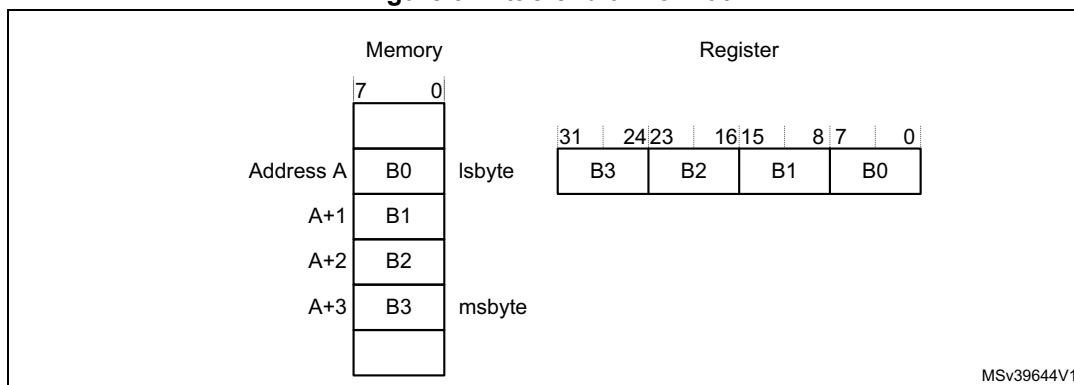 Memory
Register
7 0
31 24 23 16 15 8 7 0
Address A B0 lsbyte B3 B2 B1 B0
A+1 B1
A+2 B2
A+3 B3 msbyte
MSv39644V1